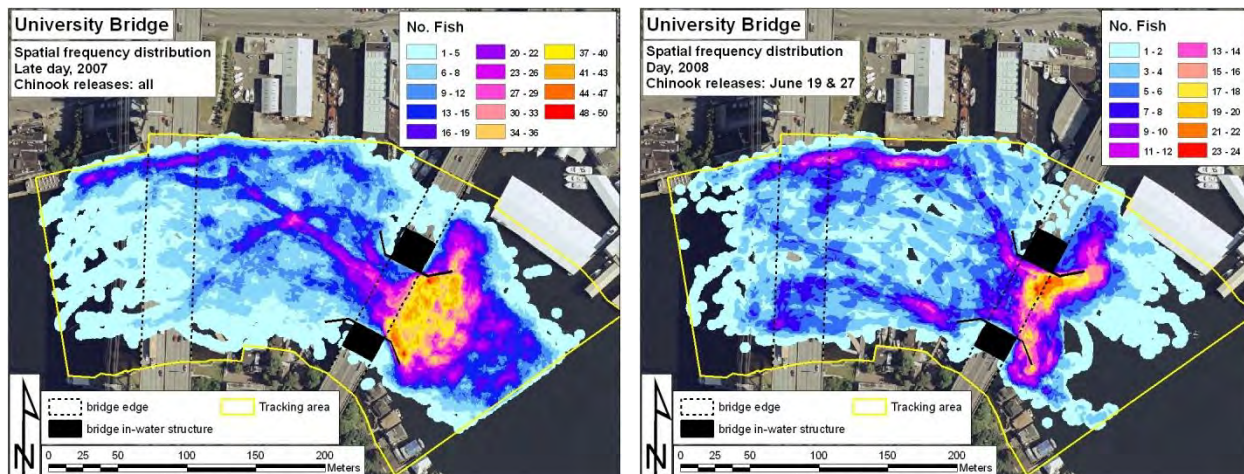 University Bridge
Spatial frequency distribution
Late day, 2007
Chinook releases: all
No. Fish
1 - 5
6 - 8
9 - 12
13 - 15
16 - 19
20 - 22
23 - 26
27 - 29
30 - 33
34 - 36
37 - 40
41 - 43
44 - 47
48 - 50
bridge edge
Tracking area
bridge in-water structure
N
0 50 100 150 200
Meters
University Bridge
Spatial frequency distribution
Day, 2008
Chinook releases: June 19 & 27
No. Fish
1 - 2
3 - 4
5 - 6
7 - 8
9 - 10
11 - 12
13 - 14
15 - 16
17 - 18
19 - 20
21 - 22
23 - 24
bridge edge
Tracking area
bridge in-water structure
N
0 50 100 150 200
Meters